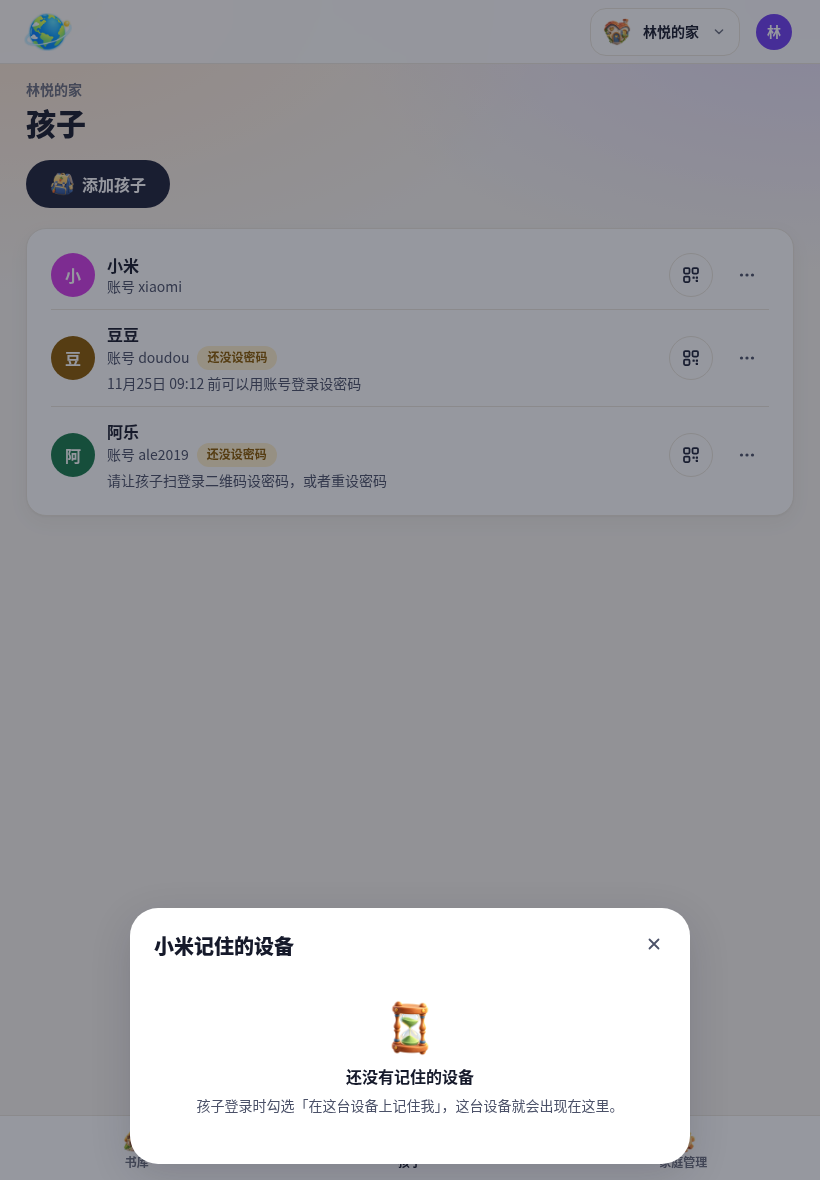 林悦的家
林
林悦的家
孩子
添加孩子
小
小米
账号 xiaomi
豆
豆豆
账号 doudou 还没设密码
11月25日 09:12 前可以用账号登录设密码
阿
阿乐
账号 ale2019 还没设密码
请让孩子扫登录二维码设密码，或者重设密码
小米记住的设备
还没有记住的设备
孩子登录时勾选「在这台设备上记住我」，这台设备就会出现在这里。
书库
孩子
家庭管理